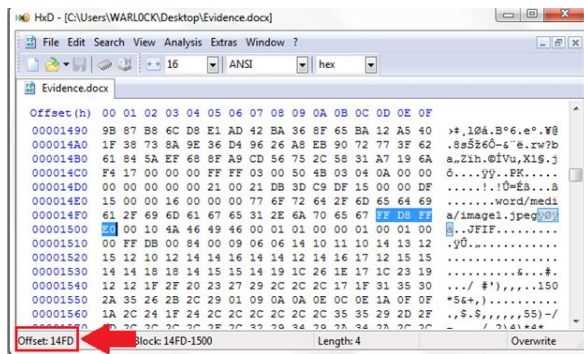 HxD - [C:\Users\WARL0CK\Desktop\Evidence.docx]
File Edit Search View Analysis Extras Window ?
16 ANSI hex
Evidence.docx
Offset(h) 00 01 02 03 04 05 06 07 08 09 0A 0B 0C 0D 0E 0F
00001490 9B 87 B8 6C D8 E1 AD 42 BA 36 8F 65 BA 12 A5 40
000014A0 1F 38 73 8A 9E 36 D4 96 26 A8 EB 90 72 77 3F 62
000014B0 61 84 5A EF 68 8F A9 CD 56 75 2C 58 31 A7 19 6A
000014C0 F4 17 00 00 00 FF FF 03 00 50 4B 03 04 0A 00 00
000014D0 00 00 00 00 00 21 00 21 DB 3D C9 DF 15 00 00 DF
000014E0 15 00 00 16 00 00 00 77 6F 72 64 2F 6D 65 64 69 ........word/medi
000014F0 61 2F 69 6D 61 67 65 31 2E 6A 70 65 67 FF D8 FF a/image1.jpegÿØÿ
00001500 E0 00 10 4A 46 49 46 00 01 01 00 01 00 01 00 à..JFIF
00001510 00 FF DB 00 84 00 09 06 06 14 10 11 10 14 13 12
00001520 15 12 10 12 14 14 16 14 14 12 14 16 17 12 15 15
00001530 14 14 18 18 14 15 15 14 19 1C 26 1E 17 1C 23 19
00001540 12 12 1F 2F 20 23 27 29 2C 2C 2C 17 1F 31 35 30
00001550 2A 35 26 2B 2C 29 01 09 0A 0A 0E 0C 0E 1A 0F 0F
00001560 1A 2C 24 1F 24 2C 2C 2C 2C 2C 2C 35 35 29 2D 2F
Offset: 14FD Block: 14FD-1500 Length: 4 Overwrite